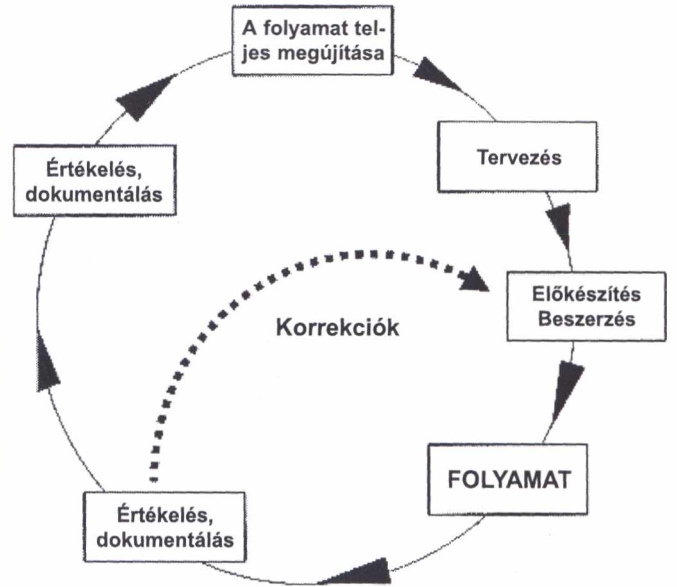 A folyamat tel-
jes megújítása
Tervezés
Előkészítés
Beszerzés
FOLYAMAT
Értékelés,
dokumentálás
Értékelés,
dokumentálás
Korrekciók